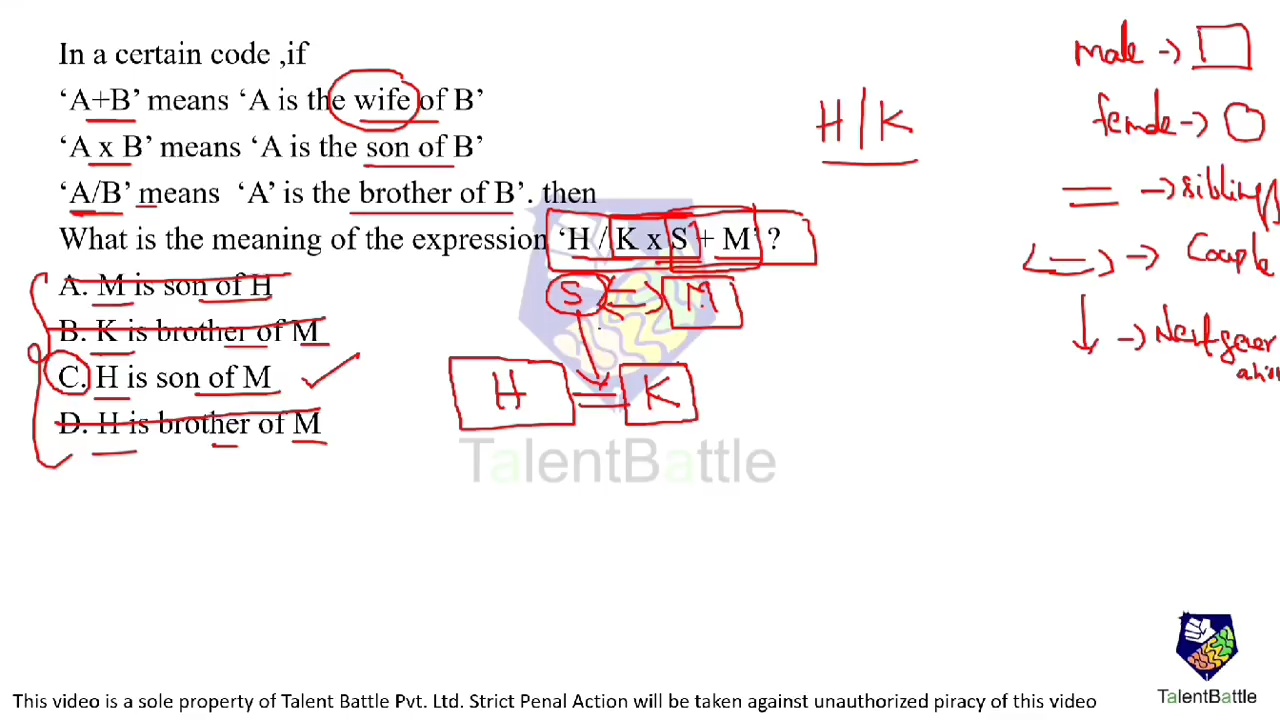 In a certain code ,if
‘A+B’ means ‘A is the wife of B’
‘A x B’ means ‘A is the son of B’
‘A/B’ means ‘A’ is the brother of B’. then
What is the meaning of the expression ‘H / K x S + M’ ?
A. M is son of H
B. K is brother of M
C. H is son of M
D. H is brother of M
S M
H K
H / K
male →
female →
= → siblings
<=> → Couple
↓ → Next gener
ation
TalentBattle
TalentBattle
This video is a sole property of Talent Battle Pvt. Ltd. Strict Penal Action will be taken against unauthorized piracy of this video